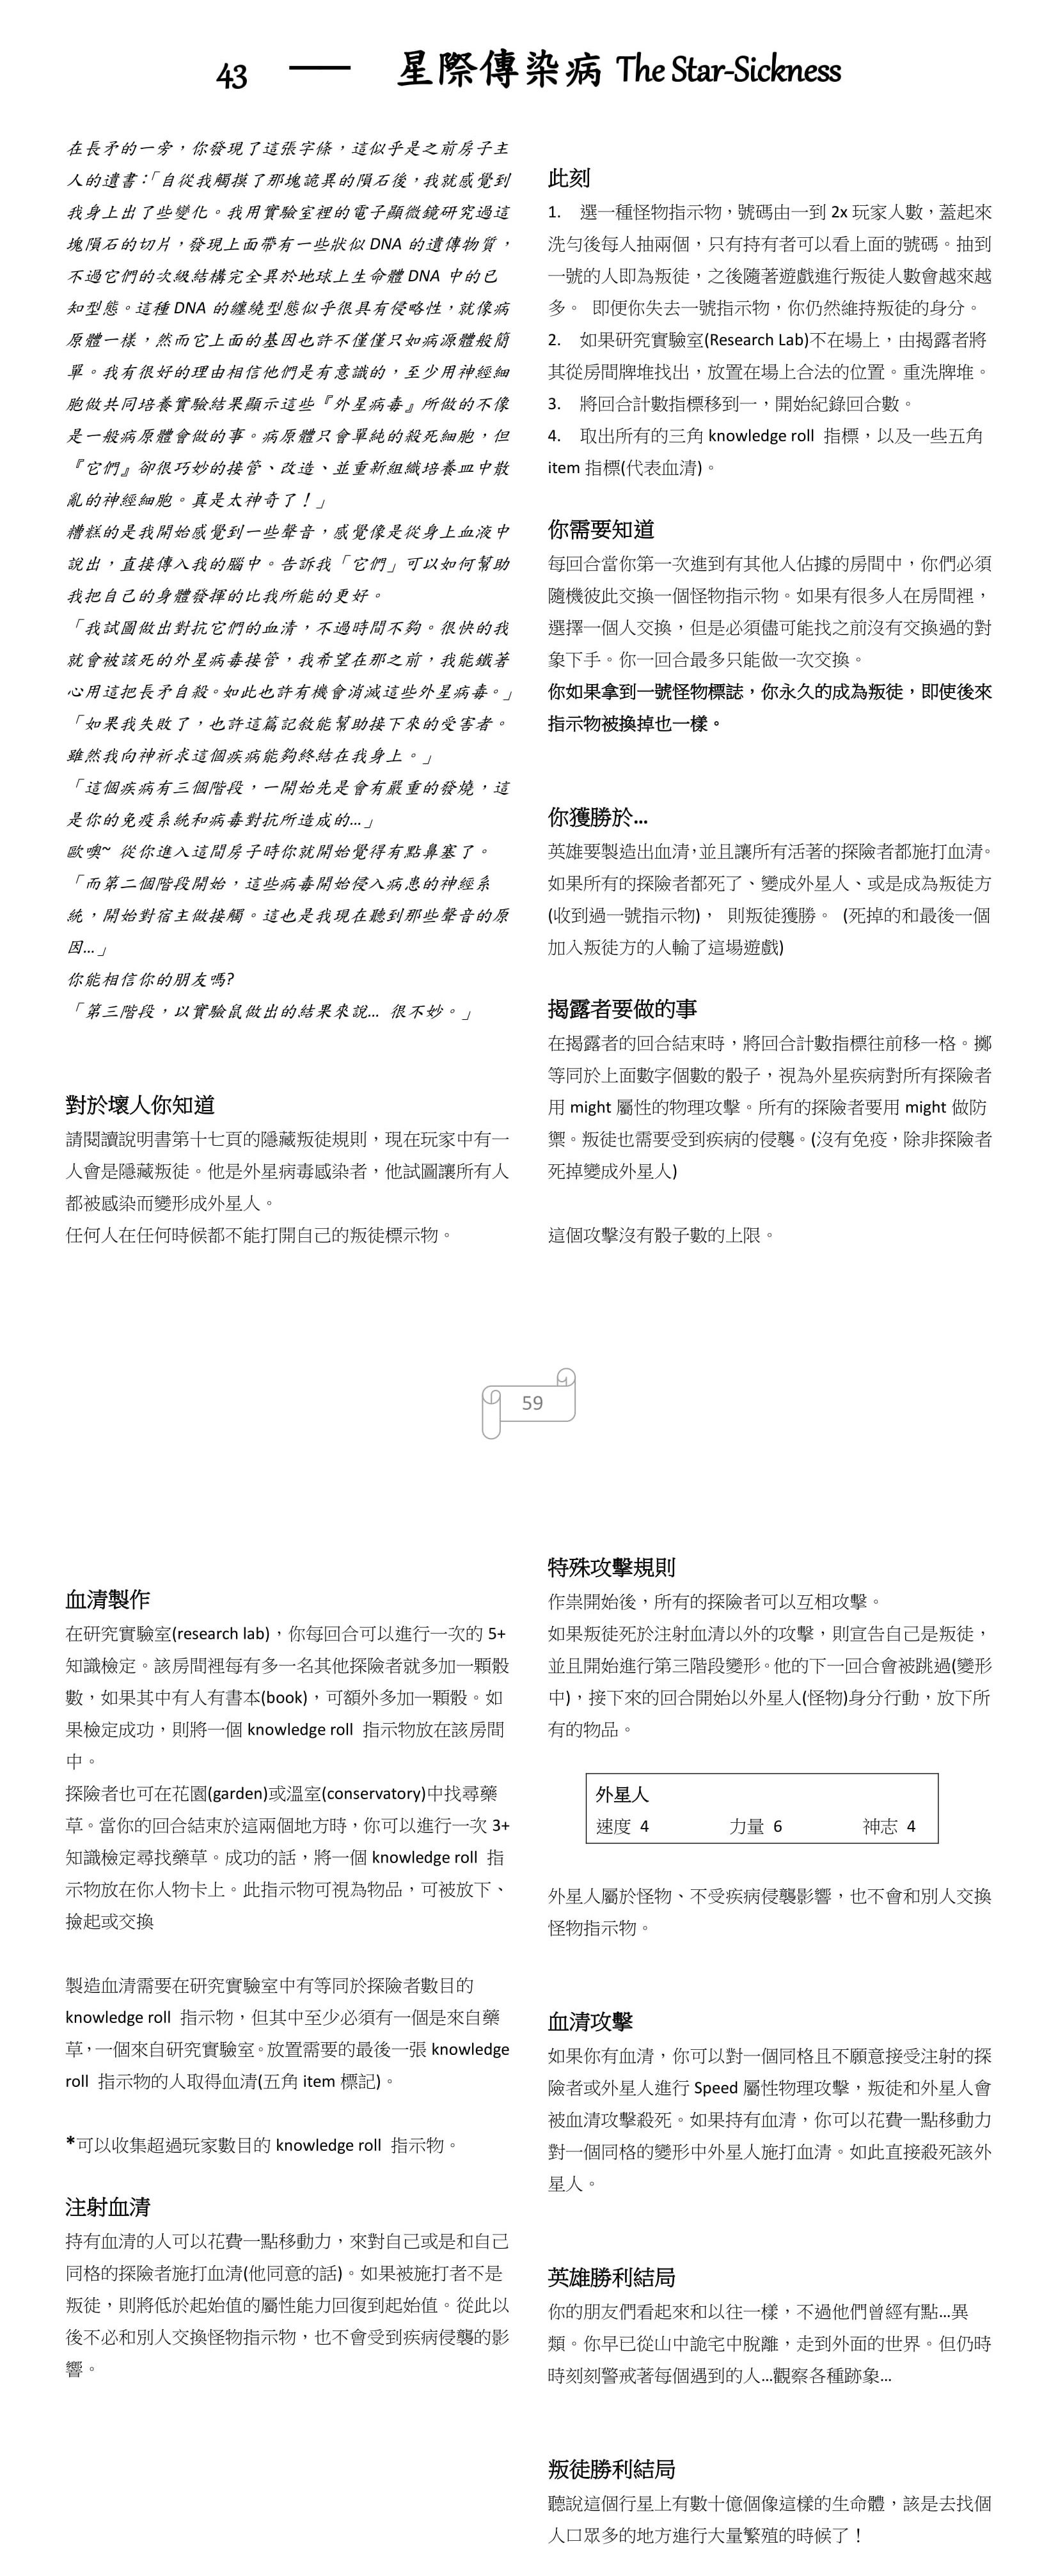 43 — 星際傳染病 The Star-Sickness
在長矛的一旁，你發現了這張字條，這似乎是之前房子主
人的遺書：「自從我觸摸了那塊詭異的隕石後，我就感覺到
我身上出了些變化。我用實驗室裡的電子顯微鏡研究過這
塊隕石的切片，發現上面帶有一些狀似 DNA 的遺傳物質，
不過它們的次級結構完全異於地球上生命體 DNA 中的已
知型態。這種 DNA 的纏繞型態似乎很具有侵略性，就像病
原體一樣，然而它上面的基因也許不僅僅只如病源體般簡
單。我有很好的理由相信他們是有意識的，至少用神經細
胞做共同培養實驗結果顯示這些『外星病毒』所做的不像
是一般病原體會做的事。病原體只會單純的殺死細胞，但
『它們』卻很巧妙的接管、改造、並重新組織培養皿中散
亂的神經細胞。真是太神奇了！」
糟糕的是我開始感覺到一些聲音，感覺像是從身上血液中
說出，直接傳入我的腦中。告訴我「它們」可以如何幫助
我把自己的身體發揮的比我所能的更好。
「我試圖做出對抗它們的血清，不過時間不夠。很快的我
就會被該死的外星病毒接管，我希望在那之前，我能鐵著
心用這把長矛自殺。如此也許有機會消滅這些外星病毒。」
「如果我失敗了，也許這篇記敘能幫助接下來的受害者。
雖然我向神祈求這個疾病能夠終結在我身上。」
「這個疾病有三個階段，一開始先是會有嚴重的發燒，這
是你的免疫系統和病毒對抗所造成的…」
歐噢~ 從你進入這間房子時你就開始覺得有點鼻塞了。
「而第二個階段開始，這些病毒開始侵入病患的神經系
統，開始對宿主做接觸。這也是我現在聽到那些聲音的原
因…」
你能相信你的朋友嗎?
「第三階段，以實驗鼠做出的結果來說… 很不妙。」
對於壞人你知道
請閱讀說明書第十七頁的隱藏叛徒規則，現在玩家中有一
人會是隱藏叛徒。他是外星病毒感染者，他試圖讓所有人
都被感染而變形成外星人。
任何人在任何時候都不能打開自己的叛徒標示物。
此刻
1. 選一種怪物指示物，號碼由一到 2x 玩家人數，蓋起來
洗勻後每人抽兩個，只有持有者可以看上面的號碼。抽到
一號的人即為叛徒，之後隨著遊戲進行叛徒人數會越來越
多。 即便你失去一號指示物，你仍然維持叛徒的身分。
2. 如果研究實驗室(Research Lab)不在場上，由揭露者將
其從房間牌堆找出，放置在場上合法的位置。重洗牌堆。
3. 將回合計數指標移到一，開始紀錄回合數。
4. 取出所有的三角 knowledge roll 指標，以及一些五角
item 指標(代表血清)。
你需要知道
每回合當你第一次進到有其他人佔據的房間中，你們必須
隨機彼此交換一個怪物指示物。如果有很多人在房間裡，
選擇一個人交換，但是必須儘可能找之前沒有交換過的對
象下手。你一回合最多只能做一次交換。
你如果拿到一號怪物標誌，你永久的成為叛徒，即使後來
指示物被換掉也一樣。
你獲勝於…
英雄要製造出血清，並且讓所有活著的探險者都施打血清。
如果所有的探險者都死了、變成外星人、或是成為叛徒方
(收到過一號指示物)， 則叛徒獲勝。 (死掉的和最後一個
加入叛徒方的人輸了這場遊戲)
揭露者要做的事
在揭露者的回合結束時，將回合計數指標往前移一格。擲
等同於上面數字個數的骰子，視為外星疾病對所有探險者
用 might 屬性的物理攻擊。所有的探險者要用 might 做防
禦。叛徒也需要受到疾病的侵襲。(沒有免疫，除非探險者
死掉變成外星人)
這個攻擊沒有骰子數的上限。
59
血清製作
在研究實驗室(research lab)，你每回合可以進行一次的 5+
知識檢定。該房間裡每有多一名其他探險者就多加一顆骰
數，如果其中有人有書本(book)，可額外多加一顆骰。如
果檢定成功，則將一個 knowledge roll 指示物放在該房間
中。
探險者也可在花園(garden)或溫室(conservatory)中找尋藥
草。當你的回合結束於這兩個地方時，你可以進行一次 3+
知識檢定尋找藥草。成功的話，將一個 knowledge roll 指
示物放在你人物卡上。此指示物可視為物品，可被放下、
撿起或交換
製造血清需要在研究實驗室中有等同於探險者數目的
knowledge roll 指示物，但其中至少必須有一個是來自藥
草，一個來自研究實驗室。放置需要的最後一張 knowledge
roll 指示物的人取得血清(五角 item 標記)。
*可以收集超過玩家數目的 knowledge roll 指示物。
注射血清
持有血清的人可以花費一點移動力，來對自己或是和自己
同格的探險者施打血清(他同意的話)。如果被施打者不是
叛徒，則將低於起始值的屬性能力回復到起始值。從此以
後不必和別人交換怪物指示物，也不會受到疾病侵襲的影
響。
特殊攻擊規則
作祟開始後，所有的探險者可以互相攻擊。
如果叛徒死於注射血清以外的攻擊，則宣告自己是叛徒，
並且開始進行第三階段變形。他的下一回合會被跳過(變形
中)，接下來的回合開始以外星人(怪物)身分行動，放下所
有的物品。
外星人
速度 4 力量 6 神志 4
外星人屬於怪物、不受疾病侵襲影響，也不會和別人交換
怪物指示物。
血清攻擊
如果你有血清，你可以對一個同格且不願意接受注射的探
險者或外星人進行 Speed 屬性物理攻擊，叛徒和外星人會
被血清攻擊殺死。如果持有血清，你可以花費一點移動力
對一個同格的變形中外星人施打血清。如此直接殺死該外
星人。
英雄勝利結局
你的朋友們看起來和以往一樣，不過他們曾經有點…異
類。你早已從山中詭宅中脫離，走到外面的世界。但仍時
時刻刻警戒著每個遇到的人…觀察各種跡象…
叛徒勝利結局
聽說這個行星上有數十億個像這樣的生命體，該是去找個
人口眾多的地方進行大量繁殖的時候了！